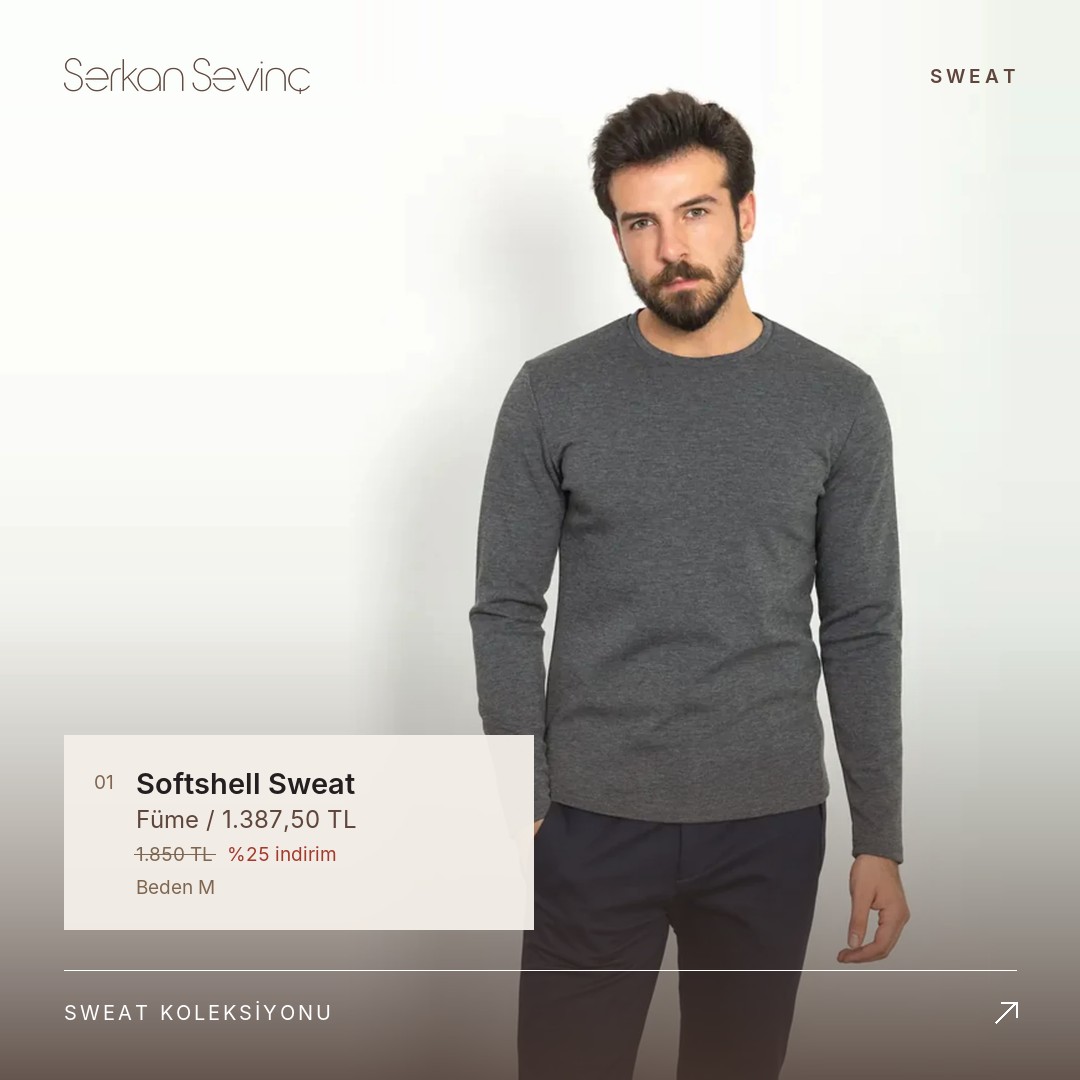 Serkan Sevinç
SWEAT
01 Softshell Sweat
Füme / 1.387,50 TL
1.850 TL %25 indirim
Beden M
SWEAT KOLEKSİYONU